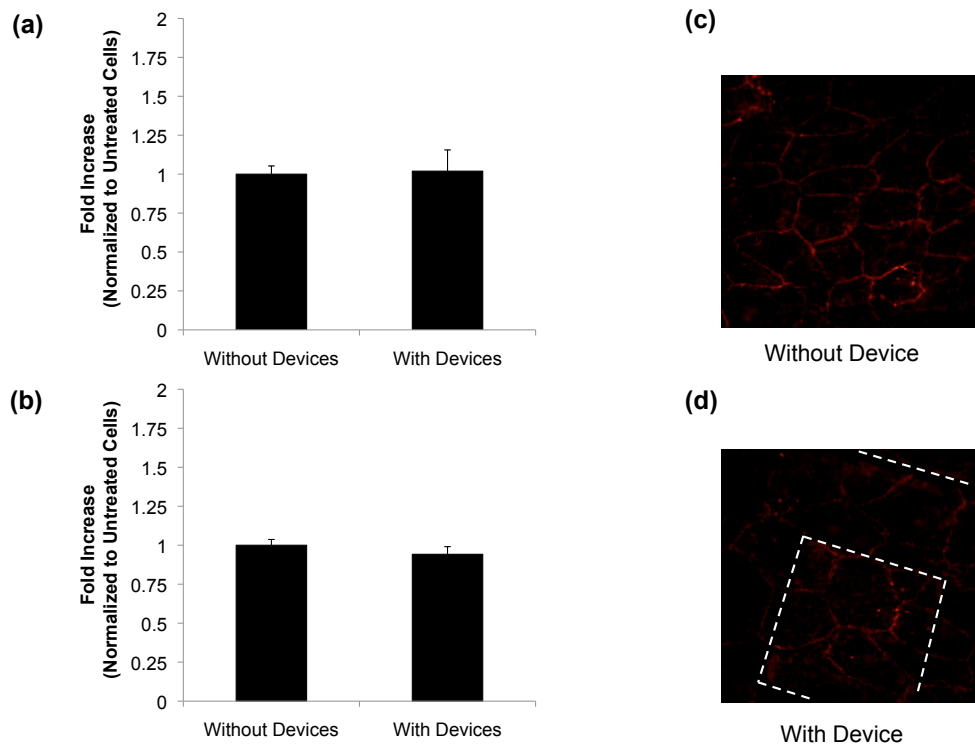 (a)
Fold Increase
(Normalized to Untreated Cells)
2
1.75
1.5
1.25
1
0.75
0.5
0.25
0
Without Devices
With Devices
(b)
Fold Increase
(Normalized to Untreated Cells)
2
1.75
1.5
1.25
1
0.75
0.5
0.25
0
Without Devices
With Devices
(c)
Without Device
(d)
With Device